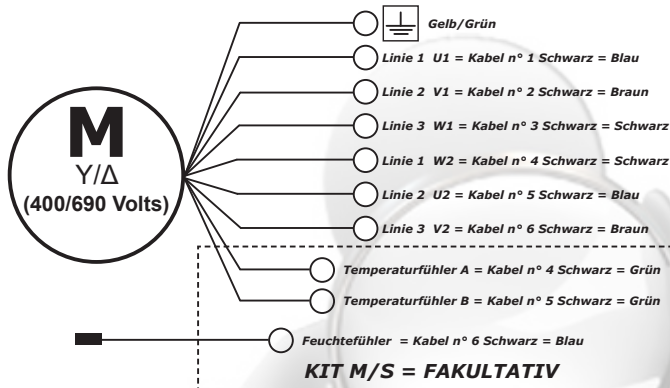 Gelb/Grün
Linie 1 U1 = Kabel n° 1 Schwarz = Blau
Linie 2 V1 = Kabel n° 2 Schwarz = Braun
Linie 3 W1 = Kabel n° 3 Schwarz = Schwarz
Linie 1 W2 = Kabel n° 4 Schwarz = Schwarz
Linie 2 U2 = Kabel n° 5 Schwarz = Blau
Linie 3 V2 = Kabel n° 6 Schwarz = Braun
M
Y/Δ
(400/690 Volts)
Temperaturfühler A = Kabel n° 4 Schwarz = Grün
Temperaturfühler B = Kabel n° 5 Schwarz = Grün
Feuchtefühler = Kabel n° 6 Schwarz = Blau
KIT M/S = FAKULTATIV